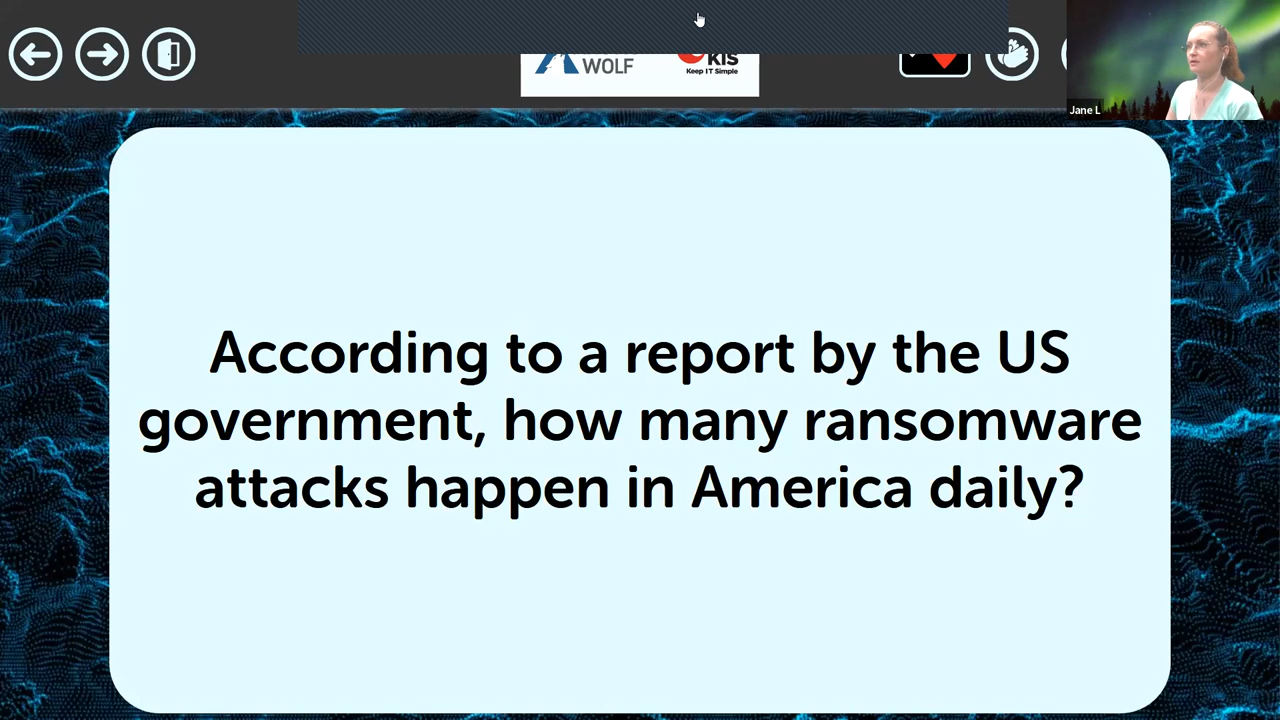 WOLF
KIS
Keep IT Simple
Jane L
According to a report by the US
government, how many ransomware
attacks happen in America daily?